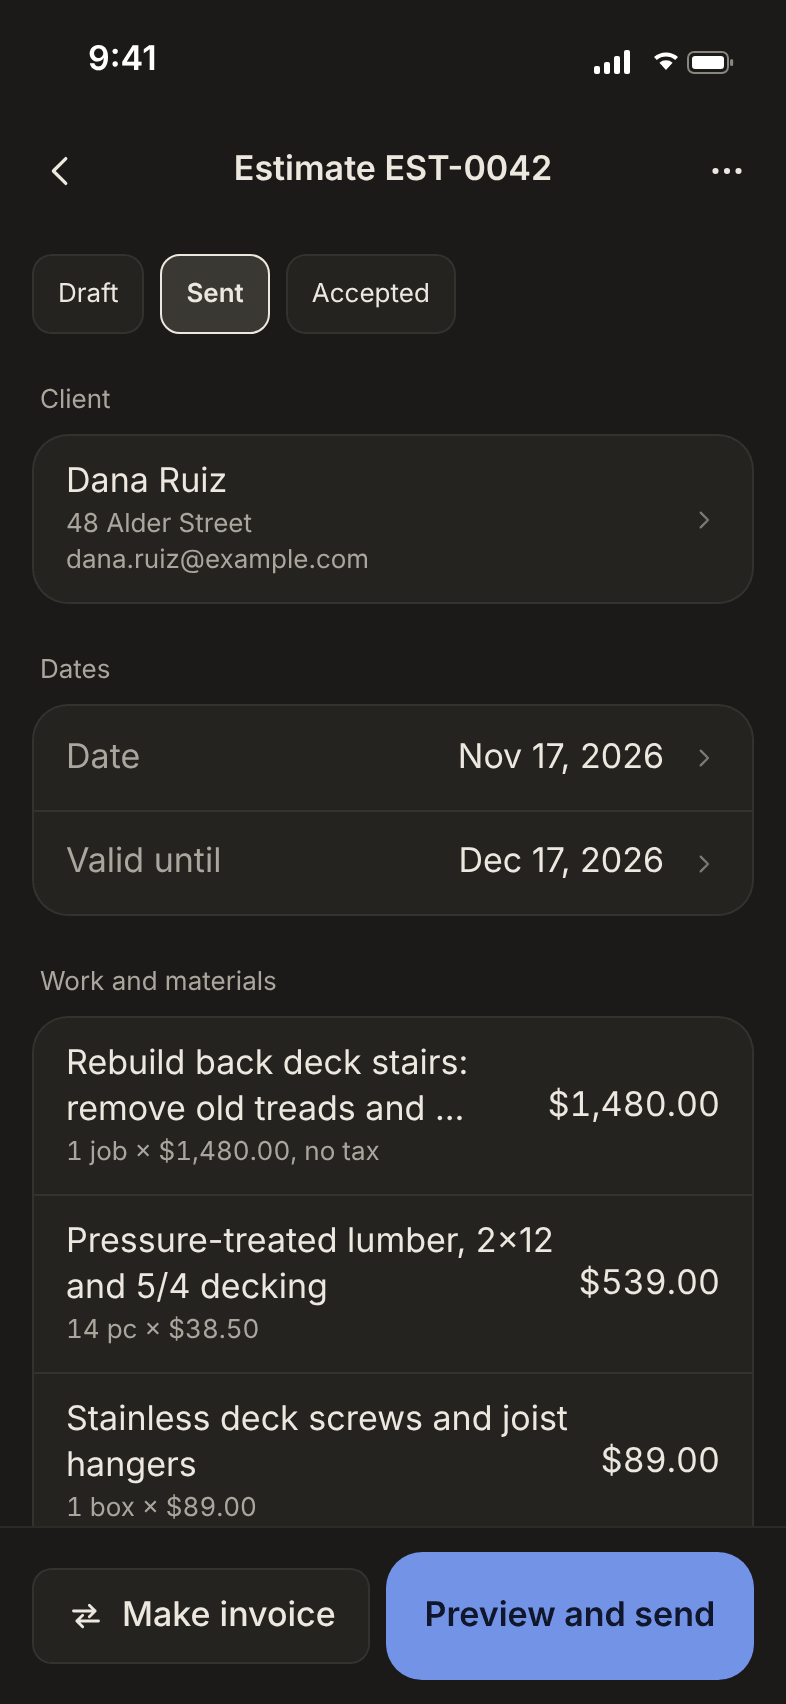 9:41
Estimate EST-0042
Draft
Sent
Accepted
Client
Dana Ruiz
48 Alder Street
dana.ruiz@example.com
Dates
Date
Nov 17, 2026
Valid until
Dec 17, 2026
Work and materials
Rebuild back deck stairs:
remove old treads and ...
$1,480.00
1 job × $1,480.00, no tax
Pressure-treated lumber, 2×12
and 5/4 decking
$539.00
14 pc × $38.50
Stainless deck screws and joist
hangers
$89.00
1 box × $89.00
Make invoice
Preview and send